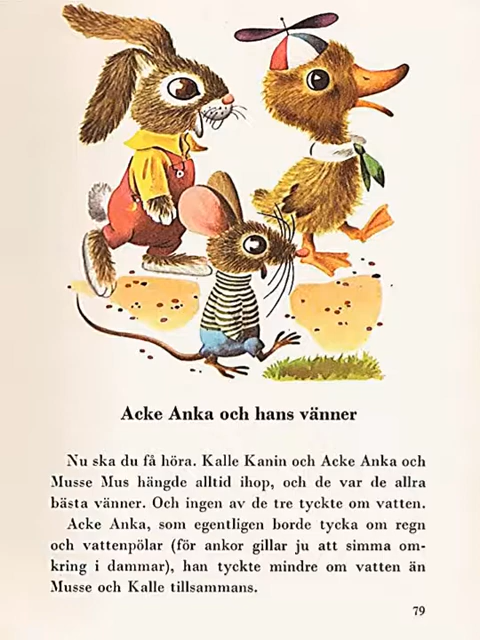 Acke Anka och hans vänner
Nu ska du få höra. Kalle Kanin och Acke Anka och
Musse Mus hängde alltid ihop, och de var de allra
bästa vänner. Och ingen av de tre tyckte om vatten.
Acke Anka, som egentligen borde tycka om regn
och vattenpölar (för ankor gillar ju att simma om-
kring i dammar), han tyckte mindre om vatten än
Musse och Kalle tillsammans.
79